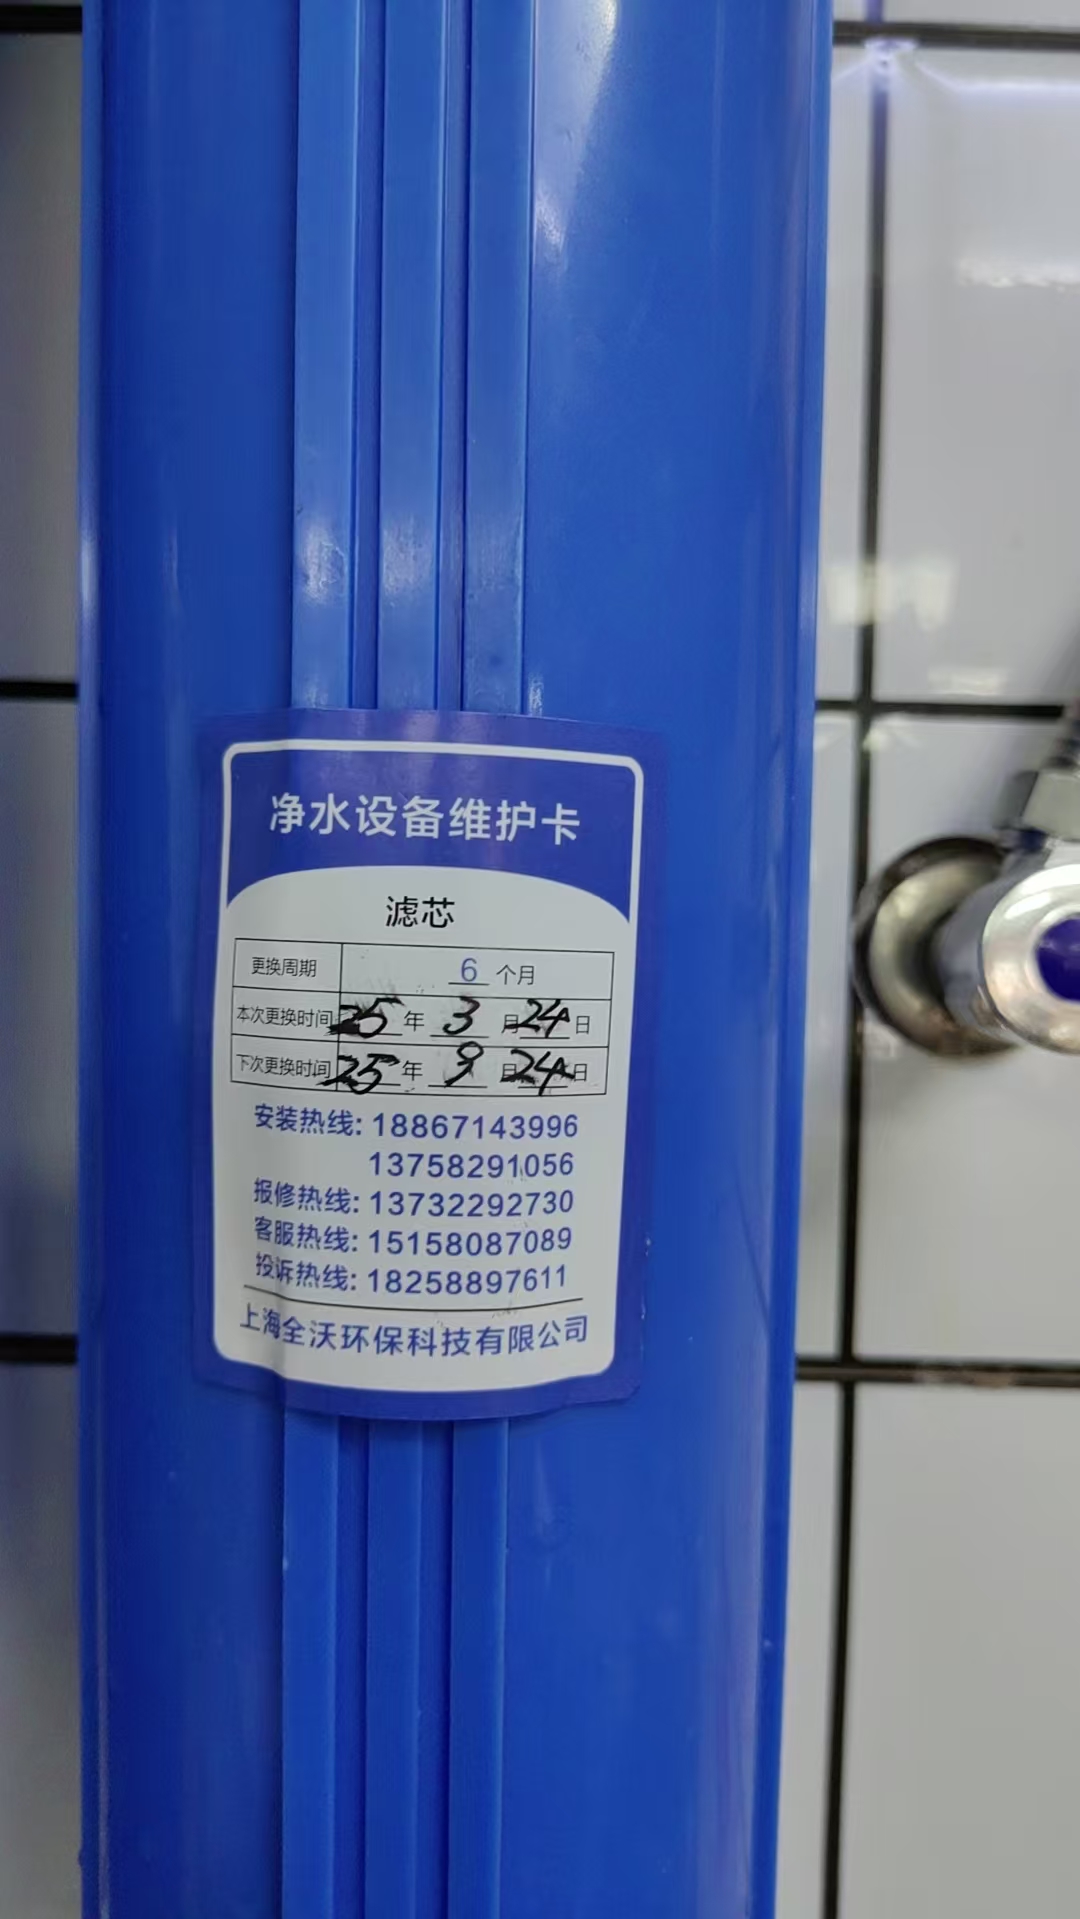 净水设备维护卡
滤芯
更换周期 6 个月
本次更换时间 25 年 3 月 24 日
下次更换时间 25 年 9 月 24 日
安装热线: 18867143996
13758291056
报修热线: 13732292730
客服热线: 15158087089
投诉热线: 18258897611
上海全沃环保科技有限公司